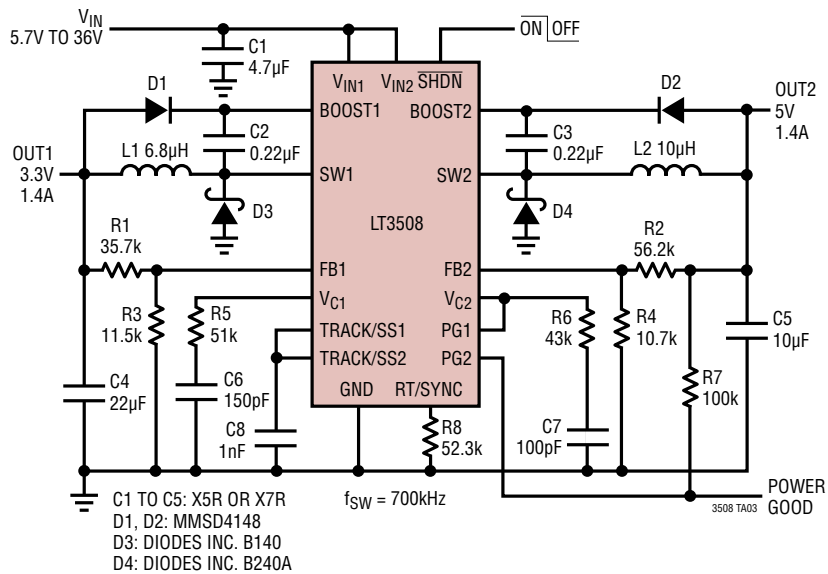 VIN
5.7V TO 36V
C1
4.7µF
ON OFF
VIN1
VIN2
SHDN
D1
D2
OUT2
5V
1.4A
BOOST1
BOOST2
C2
0.22µF
C3
0.22µF
OUT1
3.3V
1.4A
L1 6.8µH
L2 10µH
SW1
SW2
D3
D4
LT3508
R1
35.7k
R2
56.2k
FB1
FB2
R3
11.5k
R5
51k
VC1
VC2
R6
43k
R4
10.7k
C5
10µF
TRACK/SS1
PG1
TRACK/SS2
PG2
C4
22µF
C6
150pF
R7
100k
GND
RT/SYNC
C8
1nF
R8
52.3k
C7
100pF
fSW = 700kHz
POWER
GOOD
3508 TA03
C1 TO C5: X5R OR X7R
D1, D2: MMSD4148
D3: DIODES INC. B140
D4: DIODES INC. B240A